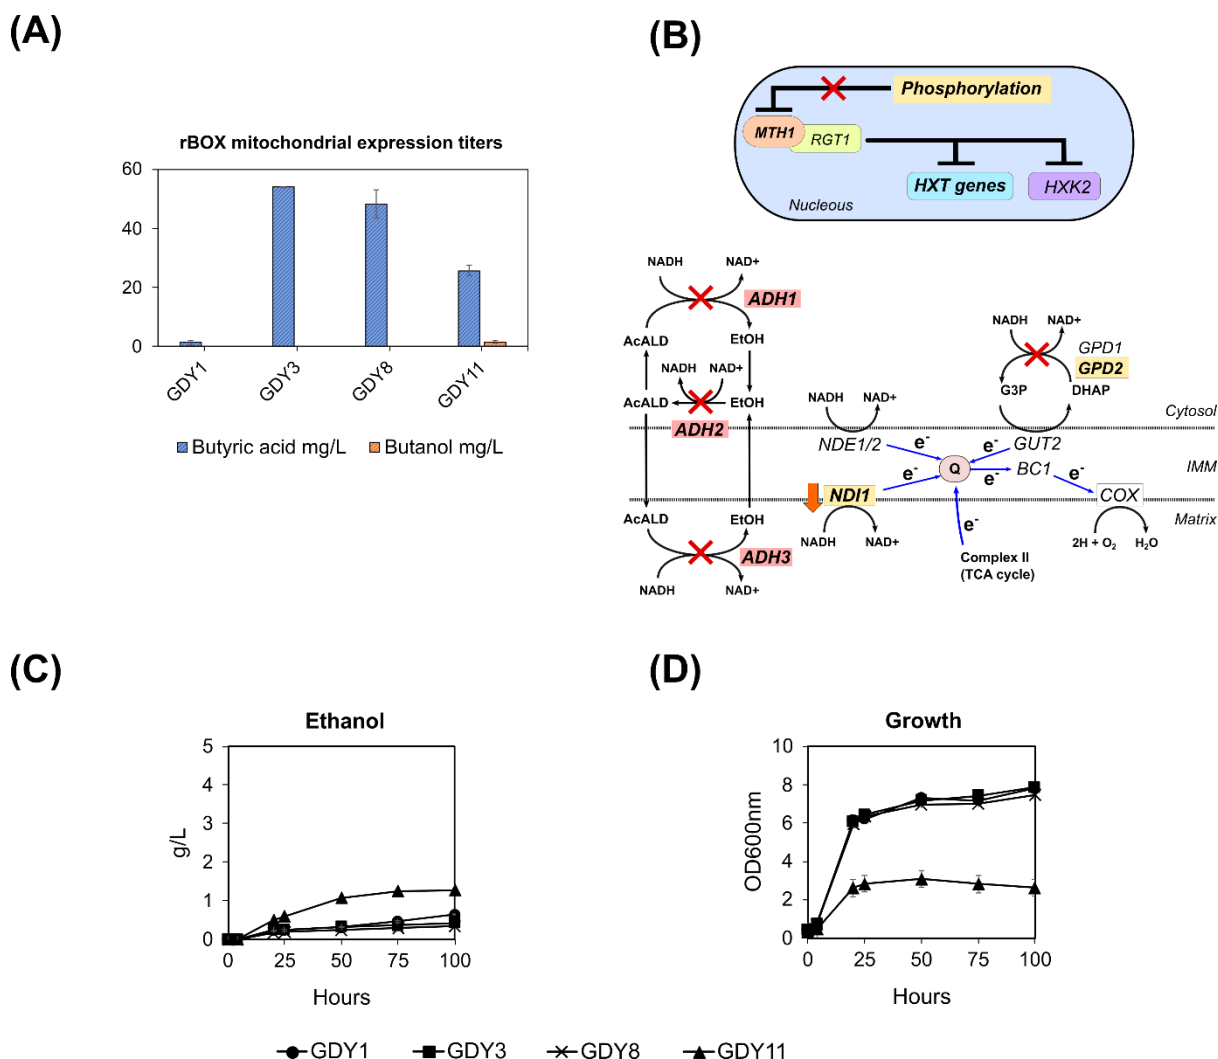 (A)
rBOX mitochondrial expression titers
60
40
20
0
GDY1
GDY3
GDY8
GDY11
Butyric acid mg/L
Butanol mg/L
(B)
Phosphorylation
MTH1
RGT1
HXT genes
HXK2
Nucleous
NADH
NAD+
ADH1
AcALD
EtOH
NADH
NAD+
AcALD
EtOH
ADH2
AcALD
EtOH
ADH3
NADH
NAD+
NADH
NAD+
GPD1
GPD2
G3P
DHAP
Cytosol
NADH
NAD+
NDE1/2
e-
e-
GUT2
Q
e-
BC1
e-
IMM
NDI1
e-
COX
Matrix
NADH
NAD+
e-
2H + O2
H2O
Complex II
(TCA cycle)
(C)
Ethanol
5
4
3
2
1
0
g/L
0
25
50
75
100
Hours
(D)
Growth
10
8
6
4
2
0
OD600nm
0
25
50
75
100
Hours
GDY1
GDY3
GDY8
GDY11